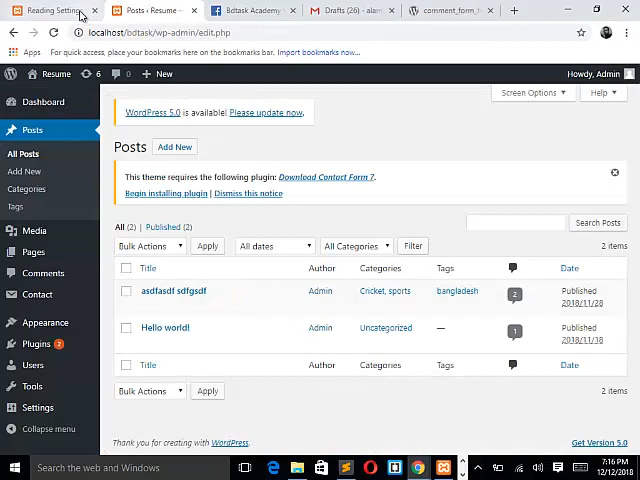 Reading Settings
Posts ‹ Resume —
Bdtask Academy
Drafts (26) - alam
comment_form_
localhost/bdtask/wp-admin/edit.php
Apps For quick access, place your bookmarks here on the bookmarks bar. Import bookmarks now...
Resume 6 0 New
Howdy, Admin
Screen Options Help
Dashboard
Posts
All Posts
Add New
Categories
Tags
Media
Pages
Comments
Contact
Appearance
Plugins 2
Users
Tools
Settings
Collapse menu
WordPress 5.0 is available! Please update now.
Posts Add New
This theme requires the following plugin: Download Contact Form 7.
Begin installing plugin | Dismiss this notice
All (2) | Published (2)
Search Posts
Bulk Actions Apply All dates All Categories Filter 2 items
Title Author Categories Tags Date
asdfasdf sdfgsdf Admin Cricket, sports bangladesh 2 Published
2018/11/28
Hello world! Admin Uncategorized — 1 Published
2018/11/18
Title Author Categories Tags Date
Bulk Actions Apply 2 items
Thank you for creating with WordPress.
Get Version 5.0
Search the web and Windows
7:16 PM
12/12/2018